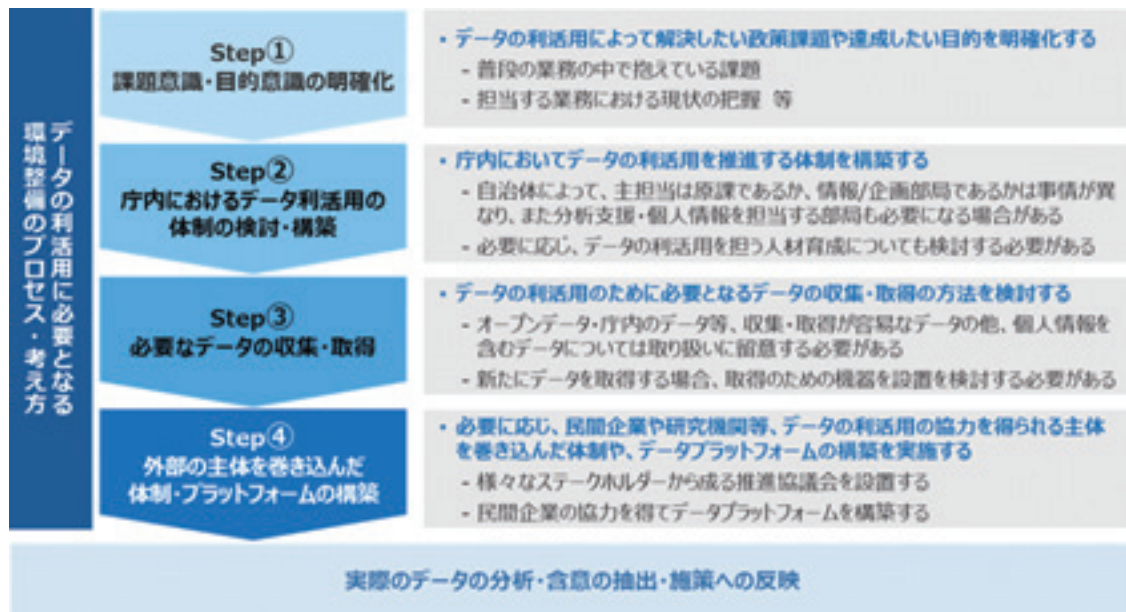 データの利活用に必要となる
環境整備のプロセス・考え方
Step①
課題意識・目的意識の明確化
・データの利活用によって解決したい政策課題や達成したい目的を明確化する
- 普段の業務の中で抱えている課題
- 担当する業務における現状の把握 等
Step②
庁内におけるデータ利活用の
体制の検討・構築
・庁内においてデータの利活用を推進する体制を構築する
- 自治体によって、主担当は原課であるか、情報/企画部局であるかは事情が異
なり、また分析支援・個人情報を担当する部局も必要になる場合がある
- 必要に応じ、データの利活用を担う人材育成についても検討する必要がある
Step③
必要なデータの収集・取得
・データの利活用のために必要となるデータの収集・取得の方法を検討する
- オープンデータ・庁内のデータ等、収集・取得が容易なデータの他、個人情報を
含むデータについては取り扱いに留意する必要がある
- 新たにデータを取得する場合、取得のための機器を設置を検討する必要がある
Step④
外部の主体を巻き込んだ
体制・プラットフォームの構築
・必要に応じ、民間企業や研究機関等、データの利活用の協力を得られる主体
を巻き込んだ体制や、データプラットフォームの構築を実施する
- 様々なステークホルダーから成る推進協議会を設置する
- 民間企業の協力を得てデータプラットフォームを構築する
実際のデータの分析・含意の抽出・施策への反映